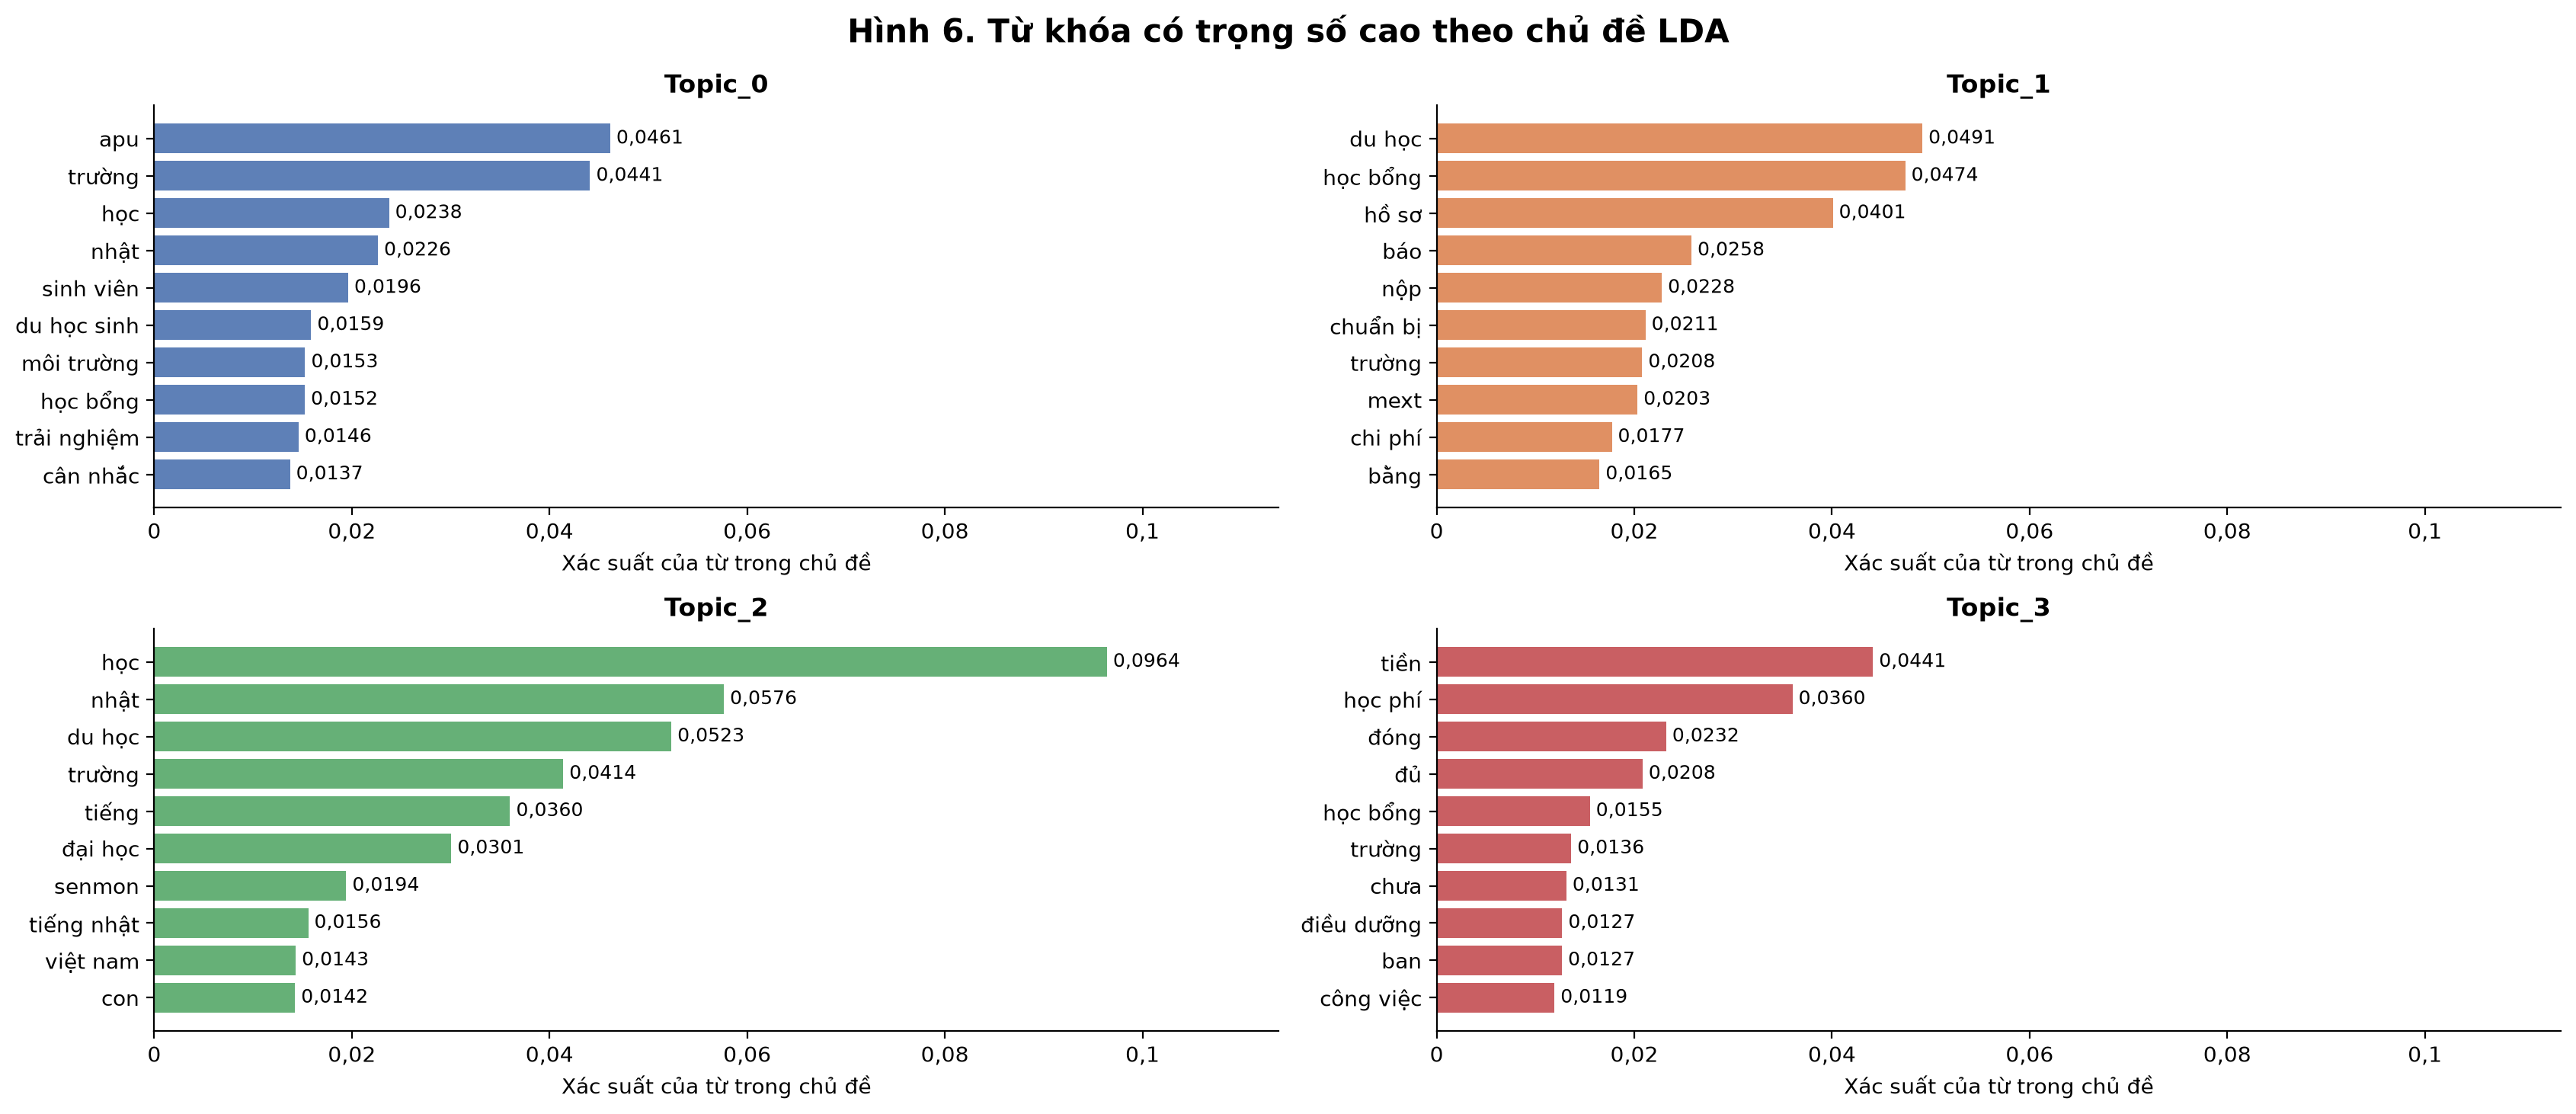 Hình 6. Từ khóa có trọng số cao theo chủ đề LDA
Topic_0
apu 0,0461
trường 0,0441
học 0,0238
nhật 0,0226
sinh viên 0,0196
du học sinh 0,0159
môi trường 0,0153
học bổng 0,0152
trải nghiệm 0,0146
cân nhắc 0,0137
0 0,02 0,04 0,06 0,08 0,1
Xác suất của từ trong chủ đề
Topic_1
du học 0,0491
học bổng 0,0474
hồ sơ 0,0401
báo 0,0258
nộp 0,0228
chuẩn bị 0,0211
trường 0,0208
mext 0,0203
chi phí 0,0177
bằng 0,0165
0 0,02 0,04 0,06 0,08 0,1
Xác suất của từ trong chủ đề
Topic_2
học 0,0964
nhật 0,0576
du học 0,0523
trường 0,0414
tiếng 0,0360
đại học 0,0301
senmon 0,0194
tiếng nhật 0,0156
việt nam 0,0143
con 0,0142
0 0,02 0,04 0,06 0,08 0,1
Xác suất của từ trong chủ đề
Topic_3
tiền 0,0441
học phí 0,0360
đóng 0,0232
đủ 0,0208
học bổng 0,0155
trường 0,0136
chưa 0,0131
điều dưỡng 0,0127
ban 0,0127
công việc 0,0119
0 0,02 0,04 0,06 0,08 0,1
Xác suất của từ trong chủ đề